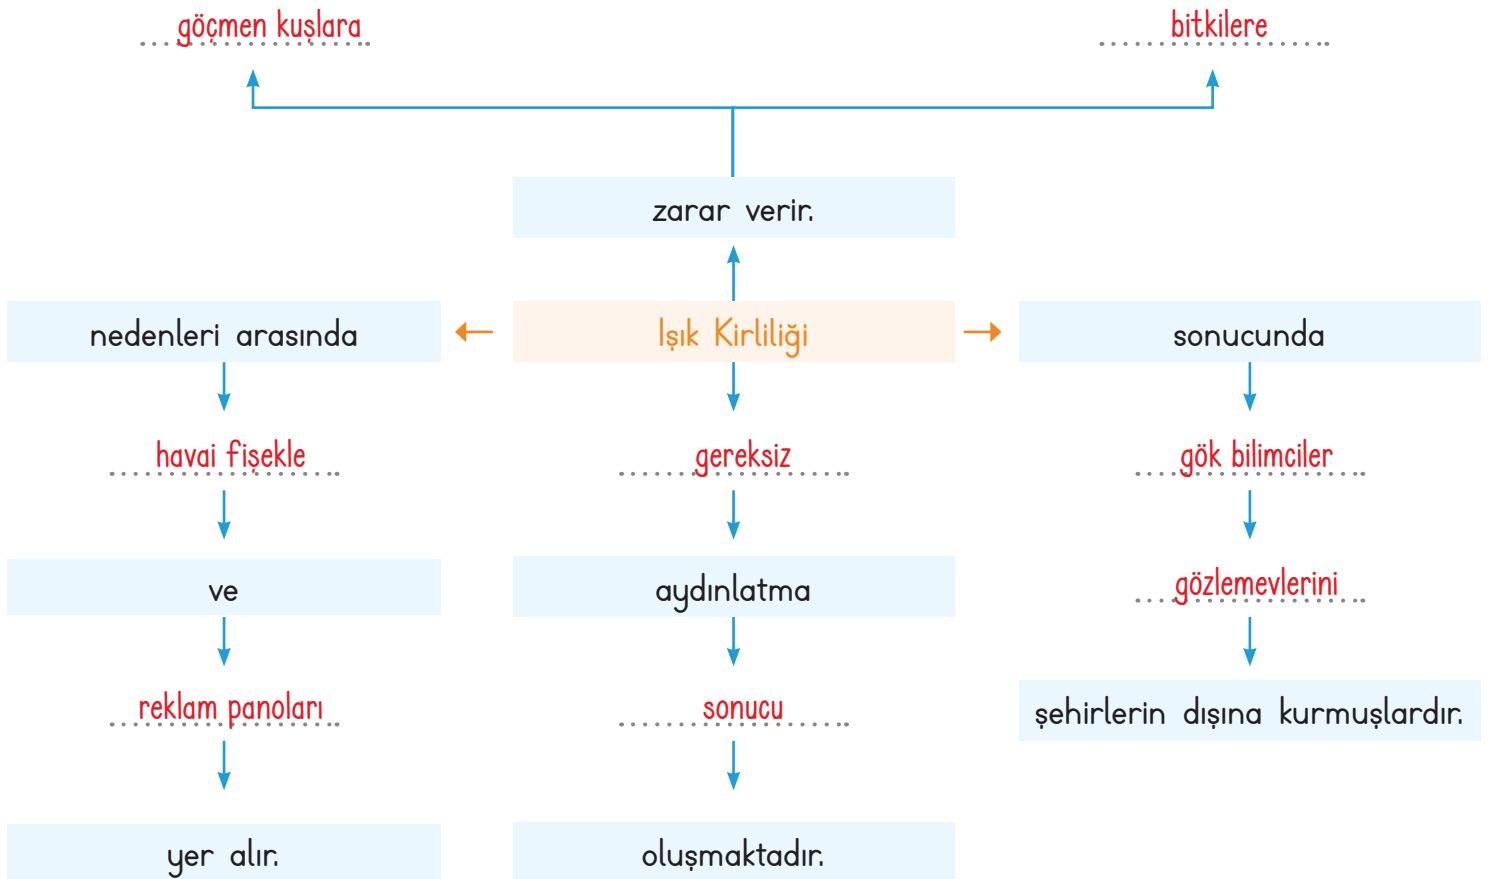 göçmen kuşlara
bitkilere
zarar verir.
nedenleri arasında
Işık Kirliliği
sonucunda
havai fişekle
gereksiz
gök bilimciler
ve
aydınlatma
gözlemevlerini
reklam panoları
sonucu
şehirlerin dışına kurmuşlardır.
yer alır.
oluşmaktadır.